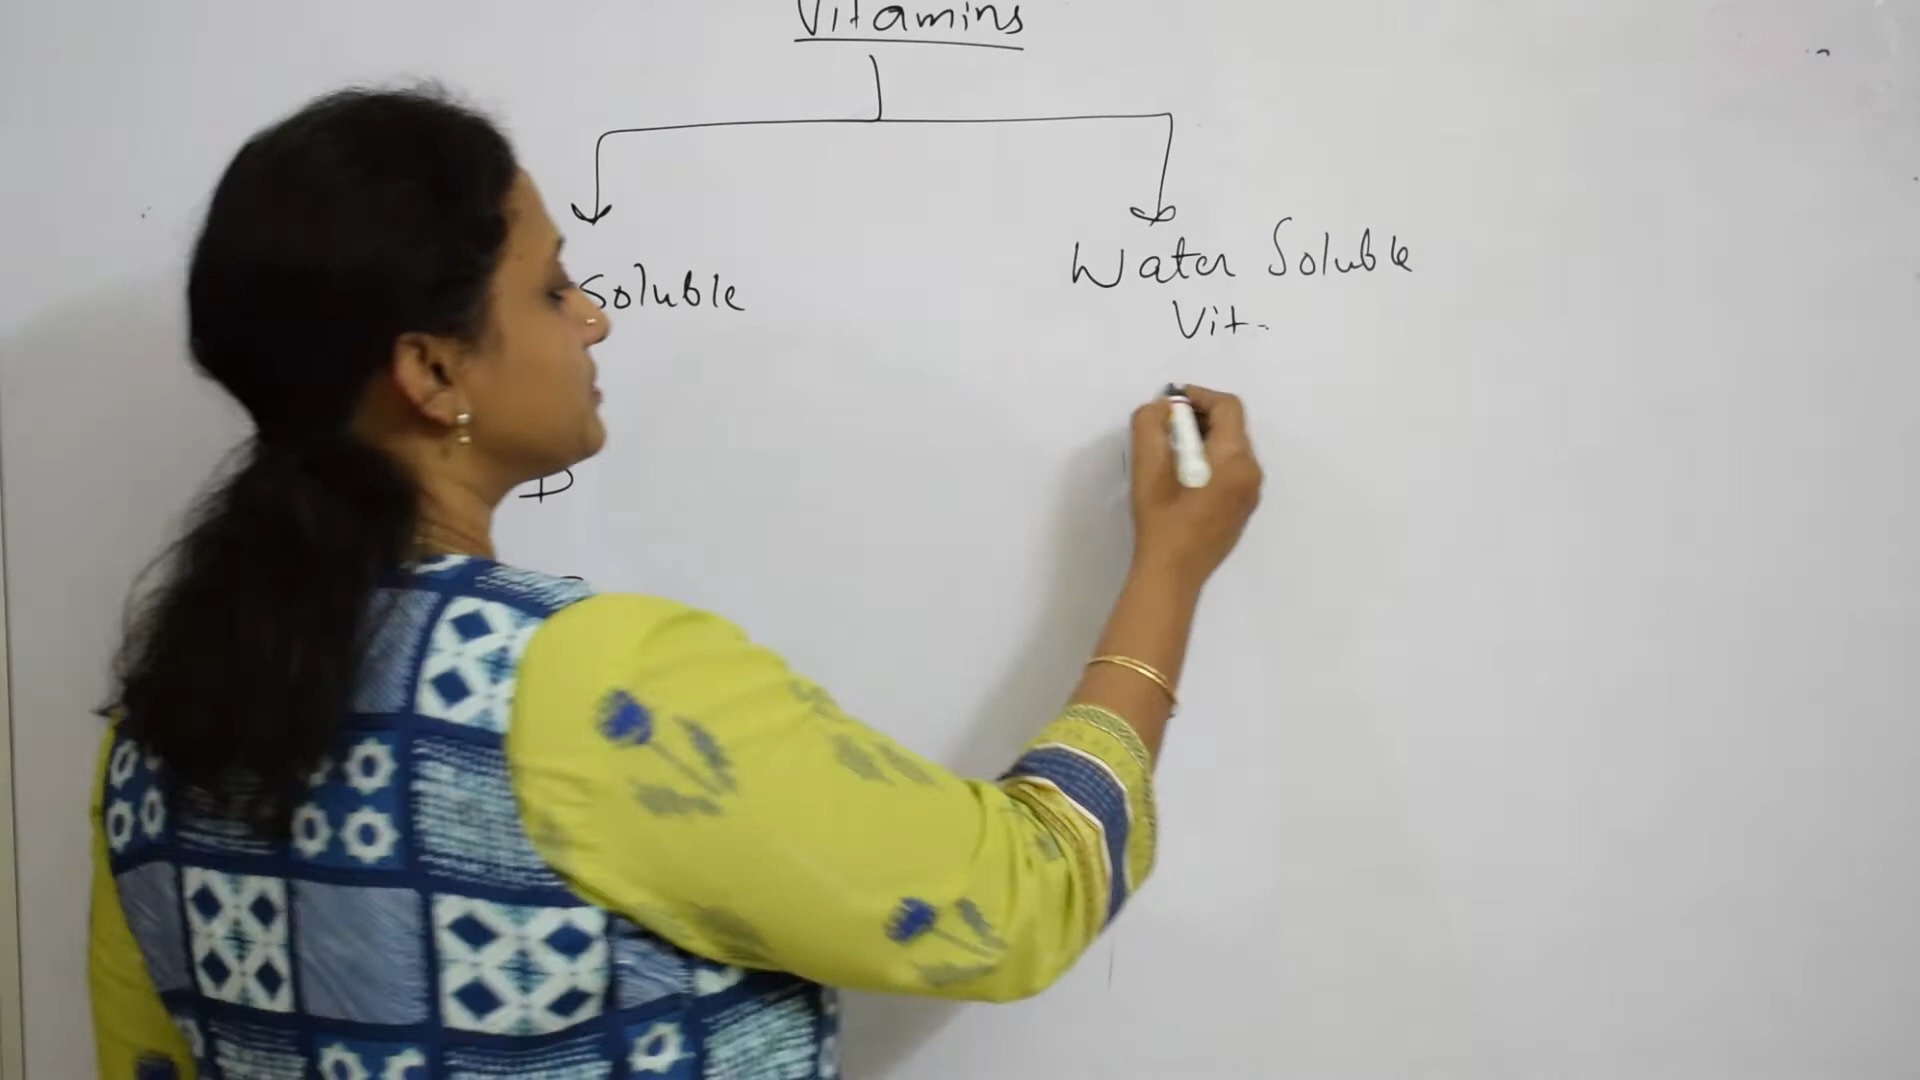 Vitamins
Soluble
Water Soluble
Vit.
D